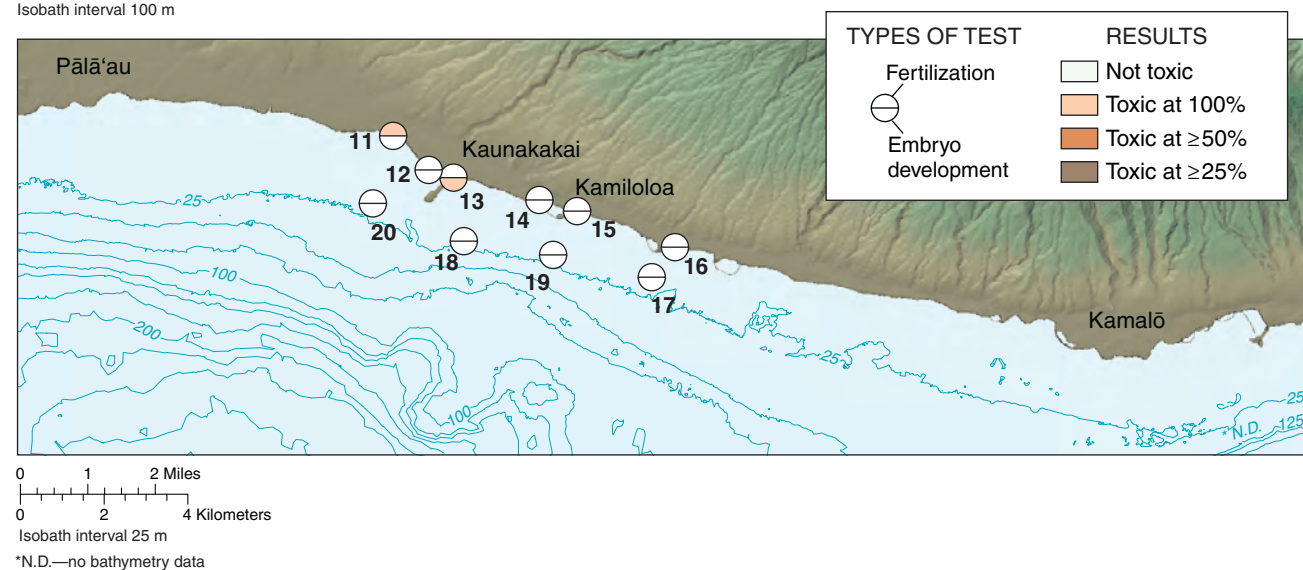 Isobath interval 100 m
TYPES OF TEST
RESULTS
Fertilization
Embryo
development
Not toxic
Toxic at 100%
Toxic at ≥50%
Toxic at ≥25%
Pālā‘au
11
Kaunakakai
12
13
Kamiloloa
14
15
25
20
18
19
16
17
100
200
Kamalō
25
100
25
*N.D.
125
0 1 2 Miles
0 2 4 Kilometers
Isobath interval 25 m
*N.D.—no bathymetry data